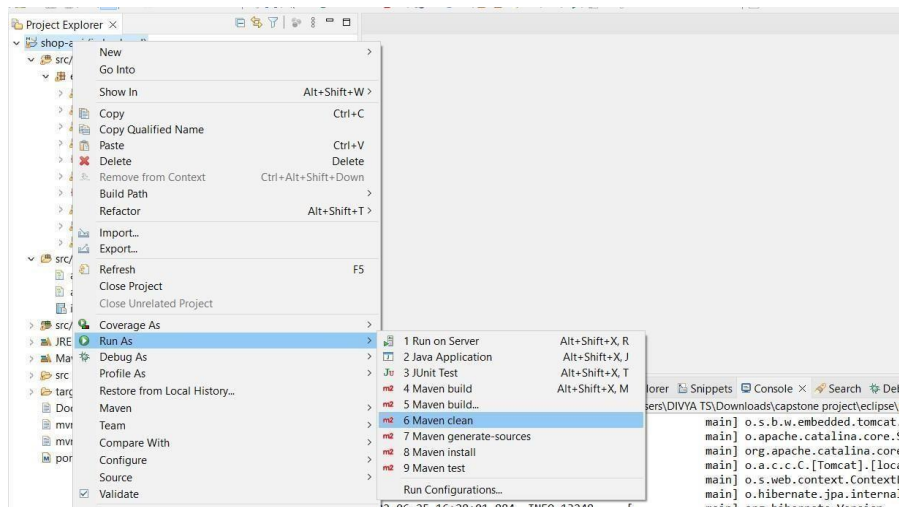 Project Explorer ×
shop-a
New
src/
Go Into
Show In Alt+Shift+W >
Copy Ctrl+C
Copy Qualified Name
Paste Ctrl+V
Delete Delete
Remove from Context Ctrl+Alt+Shift+Down
Build Path >
Refactor Alt+Shift+T >
Import...
Export...
src/
Refresh F5
Close Project
Close Unrelated Project
src/ Coverage As >
JRE Run As > 1 Run on Server Alt+Shift+X, R
Mav Debug As > 2 Java Application Alt+Shift+X, J
src Profile As > Ju 3 JUnit Test Alt+Shift+X, T
targ Restore from Local History... m2 4 Maven build Alt+Shift+X, M lorer Snippets Console × Search Deb
Doc Maven > m2 5 Maven build... sers\DIVYA TS\Downloads\capstone project\eclipse\
mvr Team > m2 6 Maven clean main] o.s.b.w.embedded.tomcat.
mvr Compare With > m2 7 Maven generate-sources main] o.apache.catalina.core.S
por Configure > m2 8 Maven install main] org.apache.catalina.core
Source > m2 9 Maven test main] o.a.c.c.C.[Tomcat].[loca
Validate Run Configurations... main] o.s.web.context.ContextL
main] o.hibernate.jpa.internal